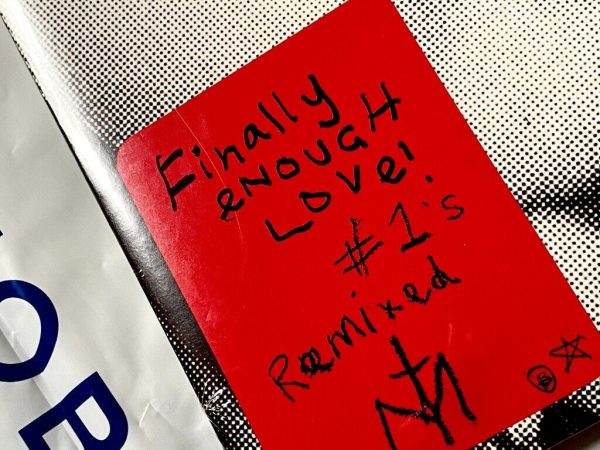 Finally
eNOUGH
LOVe!
#1's
Remixed
M
OB